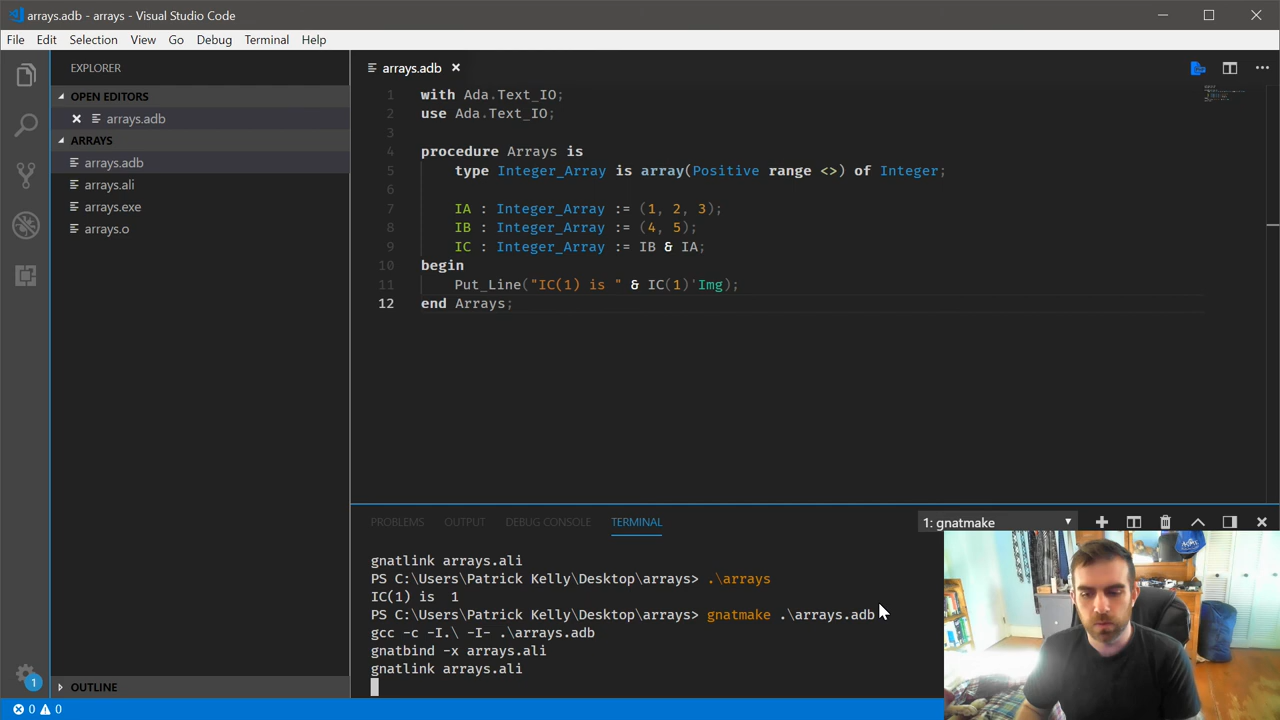 arrays.adb - arrays - Visual Studio Code
File Edit Selection View Go Debug Terminal Help
EXPLORER
OPEN EDITORS
arrays.adb
ARRAYS
arrays.adb
arrays.ali
arrays.exe
arrays.o
OUTLINE
1
arrays.adb
1 with Ada.Text_IO;
2 use Ada.Text_IO;
3
4 procedure Arrays is
5 type Integer_Array is array(Positive range <>) of Integer;
6
7 IA : Integer_Array := (1, 2, 3);
8 IB : Integer_Array := (4, 5);
9 IC : Integer_Array := IB & IA;
10 begin
11 Put_Line("IC(1) is " & IC(1)'Img);
12 end Arrays;
PROBLEMS OUTPUT DEBUG CONSOLE TERMINAL 1: gnatmake
gnatlink arrays.ali
PS C:\Users\Patrick Kelly\Desktop\arrays> .\arrays
IC(1) is 1
PS C:\Users\Patrick Kelly\Desktop\arrays> gnatmake .\arrays.adb
gcc -c -I.\ -I- .\arrays.adb
gnatbind -x arrays.ali
gnatlink arrays.ali
0 0